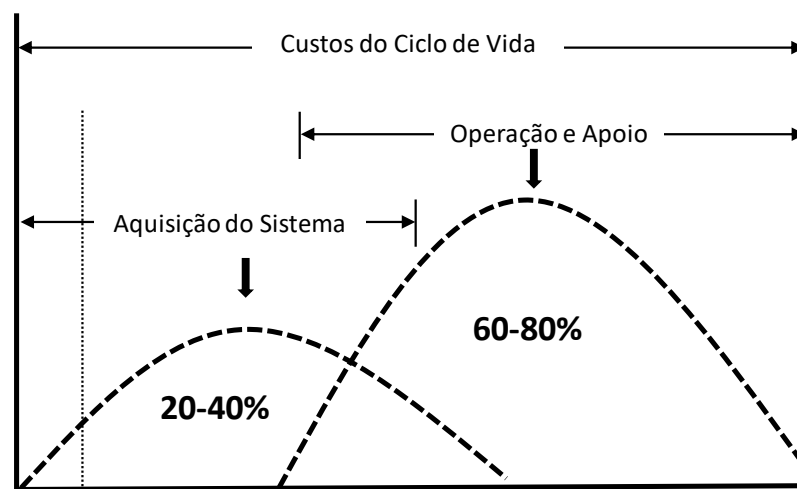 Custos do Ciclo de Vida
Operação e Apoio
Aquisição do Sistema
60-80%
20-40%